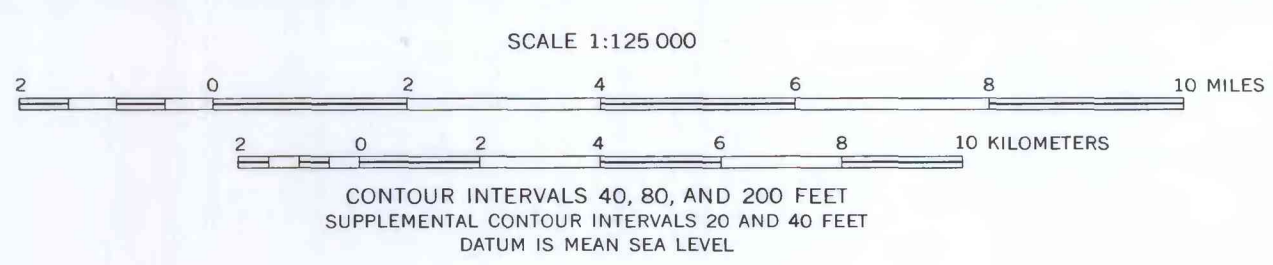 SCALE 1:125 000
2 0 2 4 6 8 10 MILES
2 0 2 4 6 8 10 KILOMETERS
CONTOUR INTERVALS 40, 80, AND 200 FEET
SUPPLEMENTAL CONTOUR INTERVALS 20 AND 40 FEET
DATUM IS MEAN SEA LEVEL